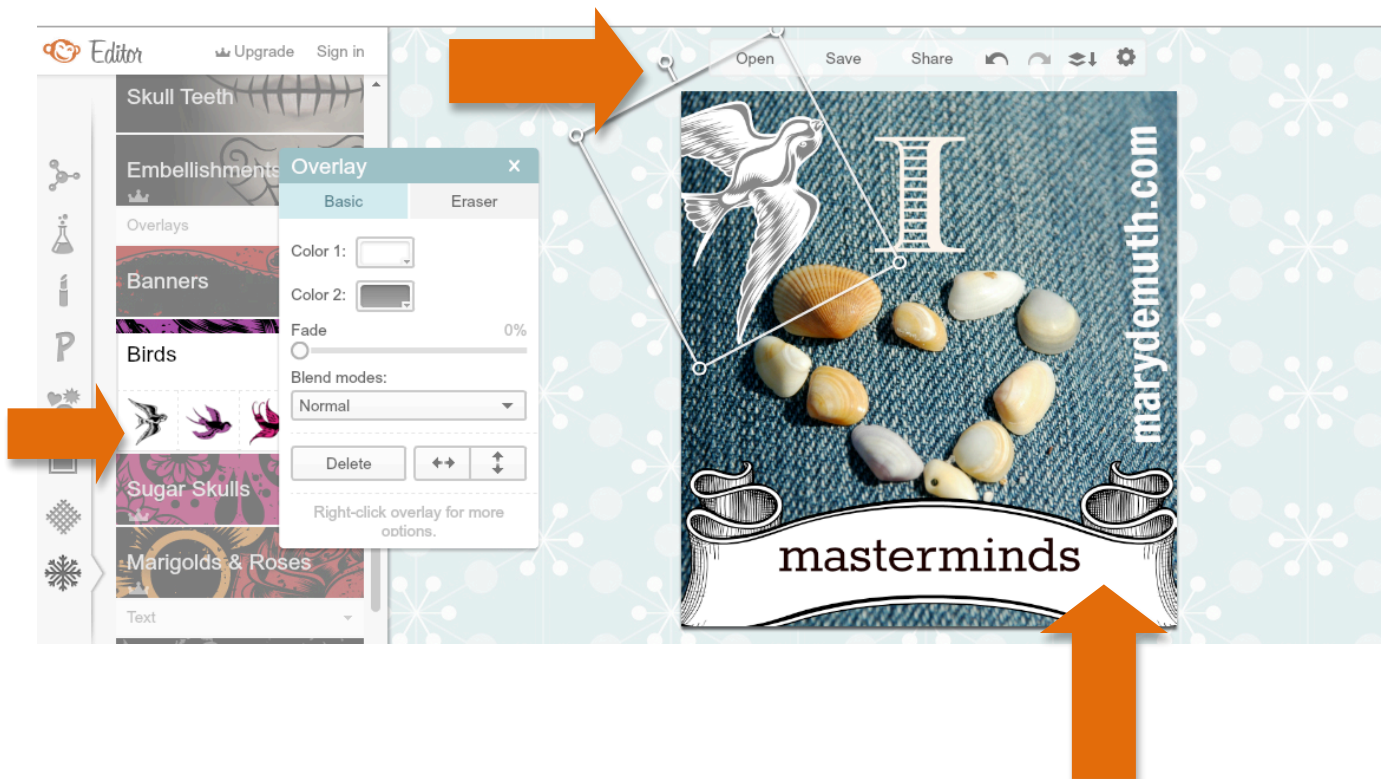 Editor
Upgrade
Sign in
Open
Save
Share
Skull Teeth
Embellishments
Overlays
Banners
Birds
Sugar Skulls
Marigolds & Roses
Text
P
Overlay
x
Basic
Eraser
Color 1:
Color 2:
Fade
0%
Blend modes:
Normal
Delete
Right-click overlay for more
options.
I
marydemuth.com
masterminds